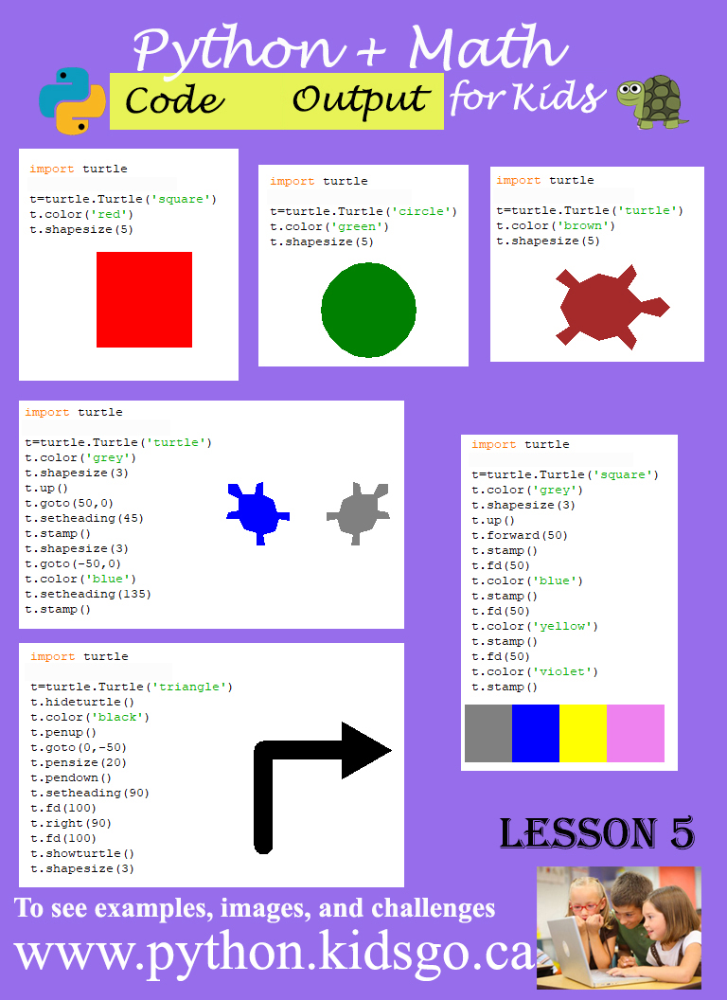 Python + Math
Code Output for Kids
import turtle
t=turtle.Turtle('square')
t.color('red')
t.shapesize(5)
import turtle
t=turtle.Turtle('circle')
t.color('green')
t.shapesize(5)
import turtle
t=turtle.Turtle('turtle')
t.color('brown')
t.shapesize(5)
import turtle
t=turtle.Turtle('turtle')
t.color('grey')
t.shapesize(3)
t.up()
t.goto(50,0)
t.setheading(45)
t.stamp()
t.shapesize(3)
t.goto(-50,0)
t.color('blue')
t.setheading(135)
t.stamp()
import turtle
t=turtle.Turtle('square')
t.color('grey')
t.shapesize(3)
t.up()
t.forward(50)
t.stamp()
t.fd(50)
t.color('blue')
t.stamp()
t.fd(50)
t.color('yellow')
t.stamp()
t.fd(50)
t.color('violet')
t.stamp()
import turtle
t=turtle.Turtle('triangle')
t.hideturtle()
t.color('black')
t.penup()
t.goto(0,-50)
t.pensize(20)
t.pendown()
t.setheading(90)
t.fd(100)
t.right(90)
t.fd(100)
t.showturtle()
t.shapesize(3)
LESSON 5
To see examples, images, and challenges
www.python.kidsgo.ca